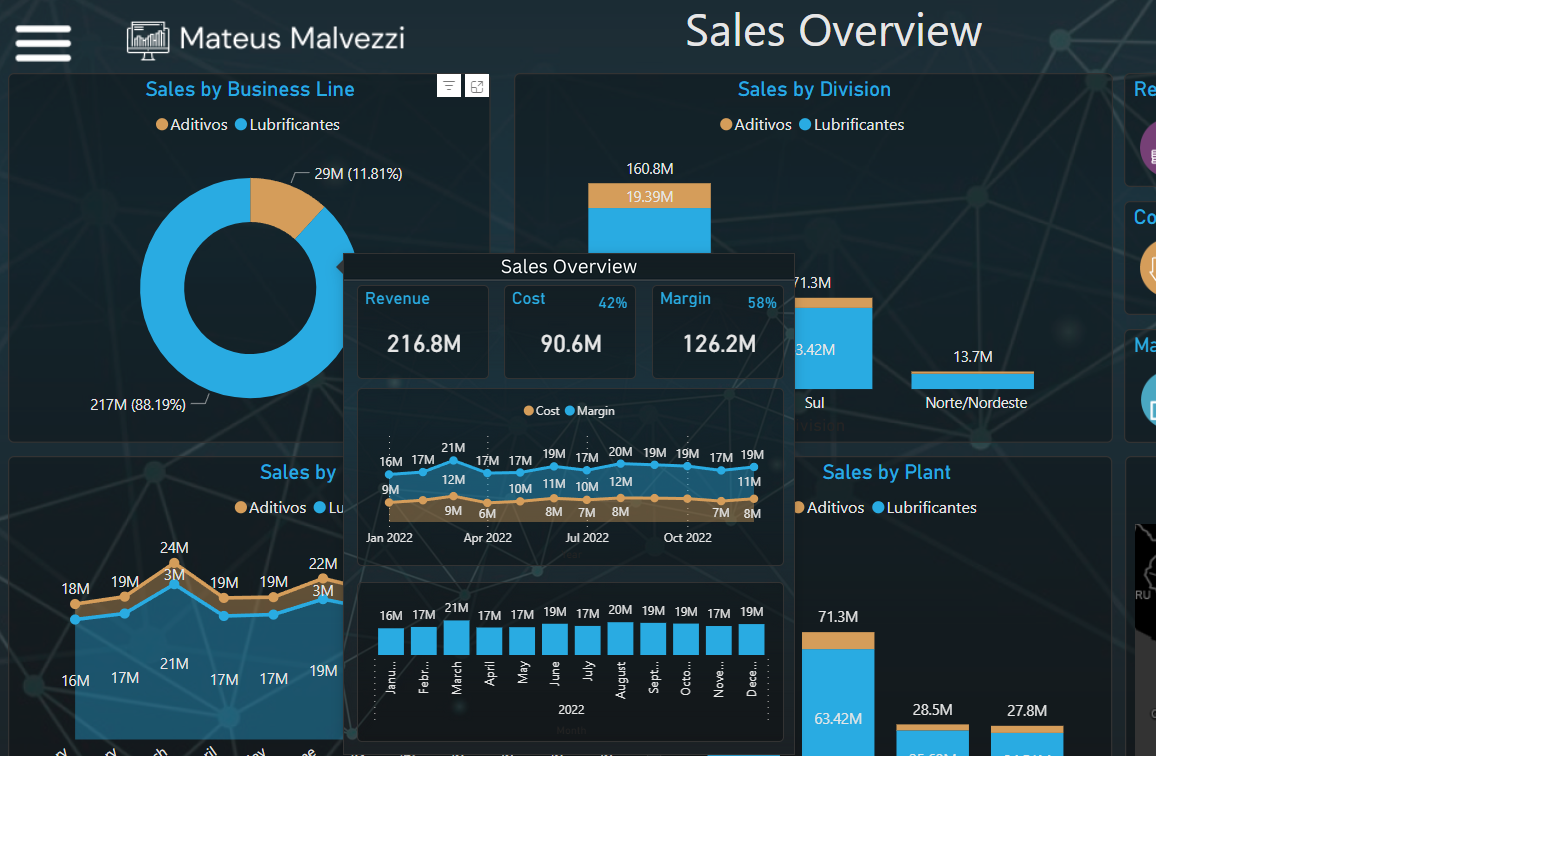 Mateus Malvezzi
Sales Overview
Sales by Business Line
Aditivos Lubrificantes
29M (11.81%)
217M (88.19%)
Sales by Division
Aditivos Lubrificantes
160.8M
19.39M
71.3M
3.42M
13.7M
Sul
Norte/Nordeste
Re
Co
Ma
Sales Overview
Revenue
216.8M
Cost 42%
90.6M
Margin 58%
126.2M
Cost Margin
16M 17M 21M 17M 17M 19M 17M 20M 19M 19M 17M 19M
9M 12M 10M 11M 10M 12M 11M
9M 6M 8M 7M 8M 7M 8M
Jan 2022 Apr 2022 Jul 2022 Oct 2022
16M 17M 21M 17M 17M 19M 17M 20M 19M 19M 17M 19M
Janu... Febr... March April May June July August Sept... Octo... Nove... Dece...
2022
Month
Sales by
Aditivos Lu
18M 19M 24M 19M 19M 22M
3M 3M
16M 17M 21M 17M 17M 19M
Sales by Plant
Aditivos Lubrificantes
71.3M
63.42M
28.5M
27.8M
RU